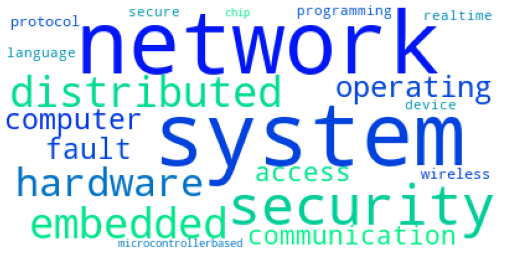 secure chip programming
protocol realtime
network
language
distributed operating
device
computer system
fault access
hardware wireless
security
embedded communication
microcontrollerbased